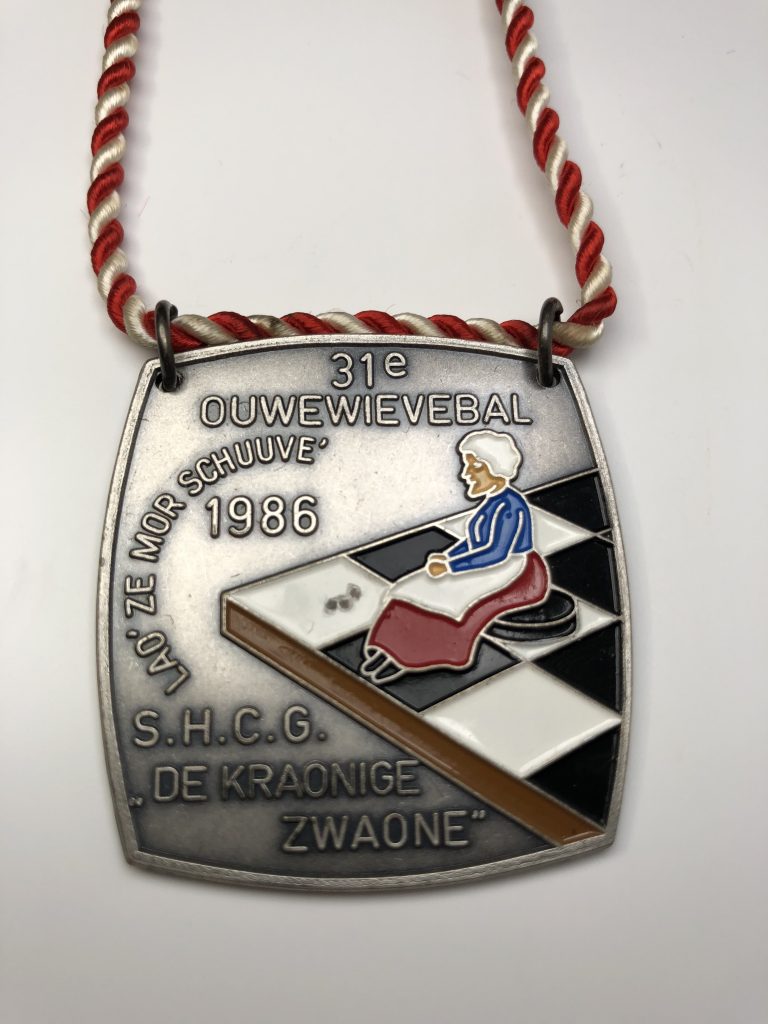 31e
OUWEWIEVEBAL
LAO' ZE MOR SCHUUVE'
1986
S.H.C.G.
„DE KRAONIGE
ZWAONE"